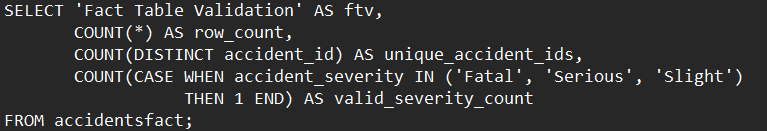 SELECT 'Fact Table Validation' AS ftv,
COUNT(*) AS row_count,
COUNT(DISTINCT accident_id) AS unique_accident_ids,
COUNT(CASE WHEN accident_severity IN ('Fatal', 'Serious', 'Slight')
THEN 1 END) AS valid_severity_count
FROM accidentsfact;